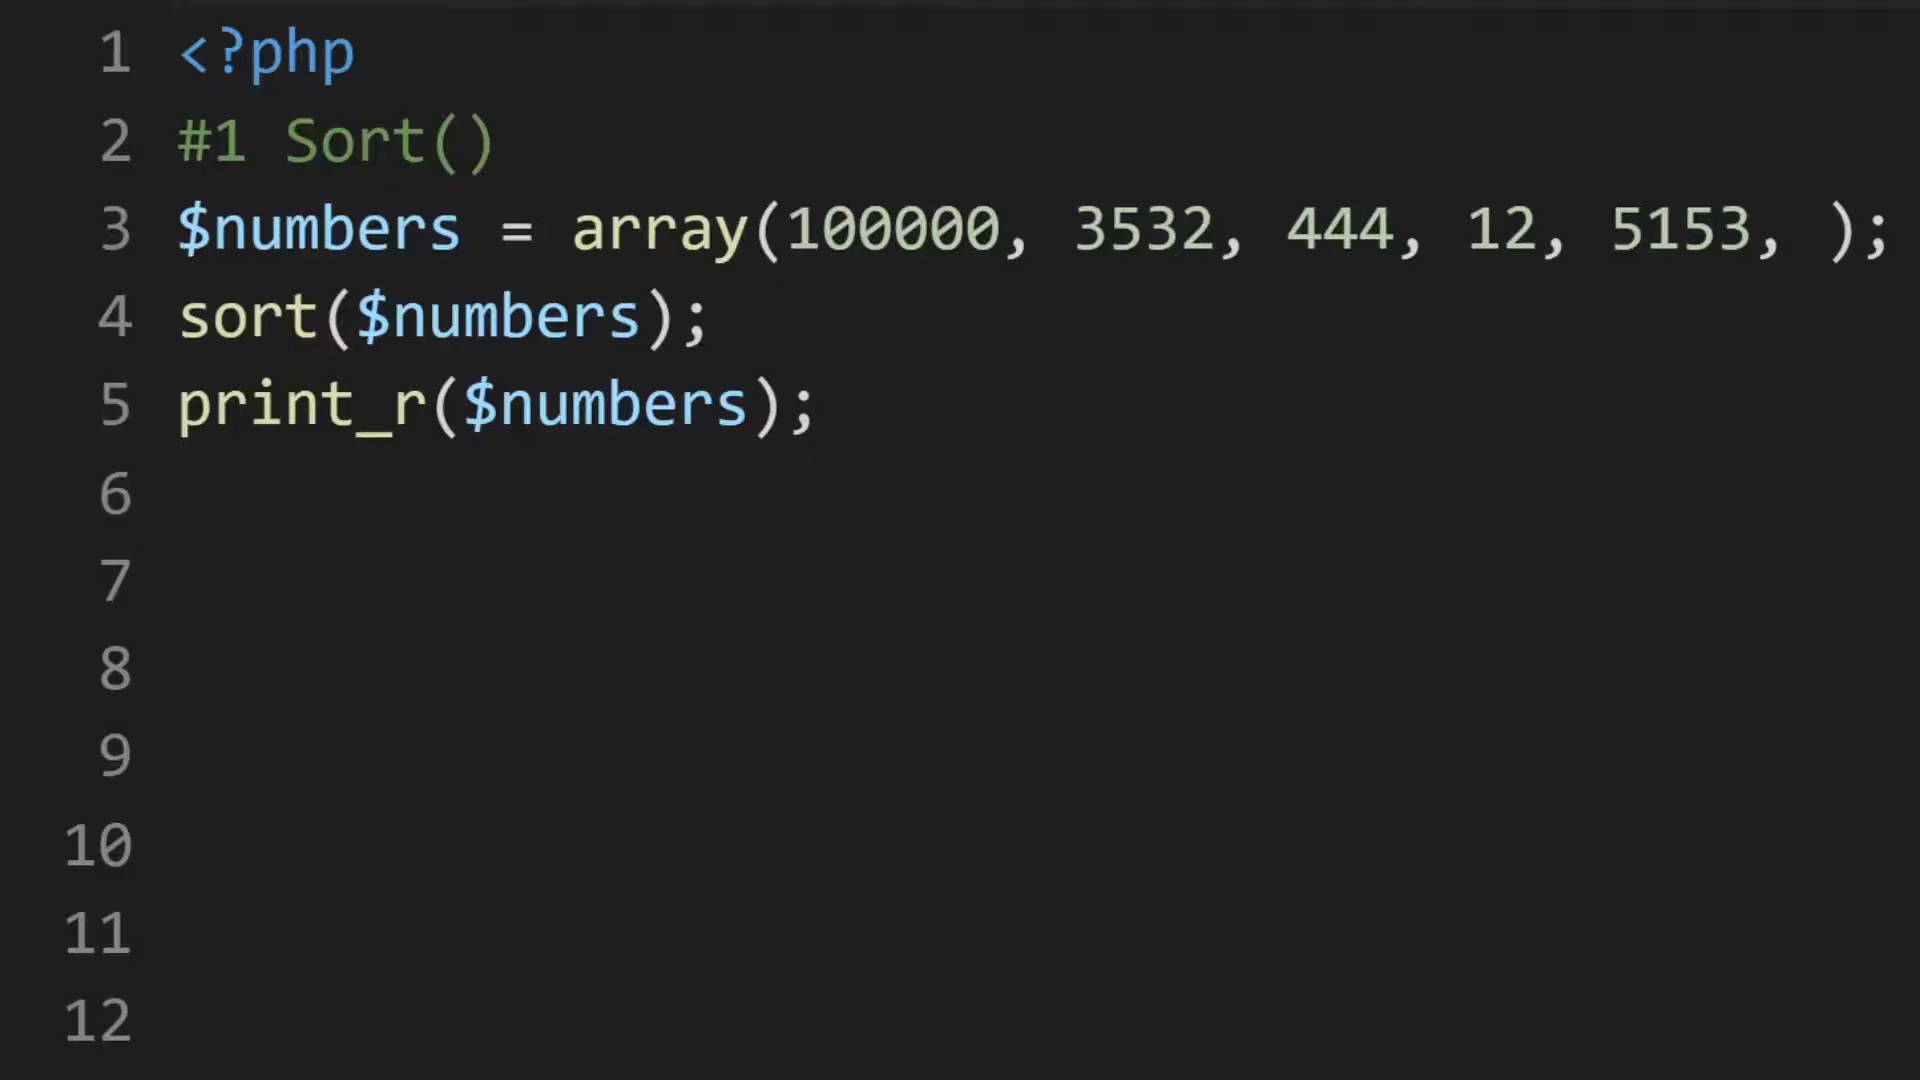 1 <?php
2 #1 Sort()
3 $numbers = array(100000, 3532, 444, 12, 5153, );
4 sort($numbers);
5 print_r($numbers);
6
7
8
9
10
11
12